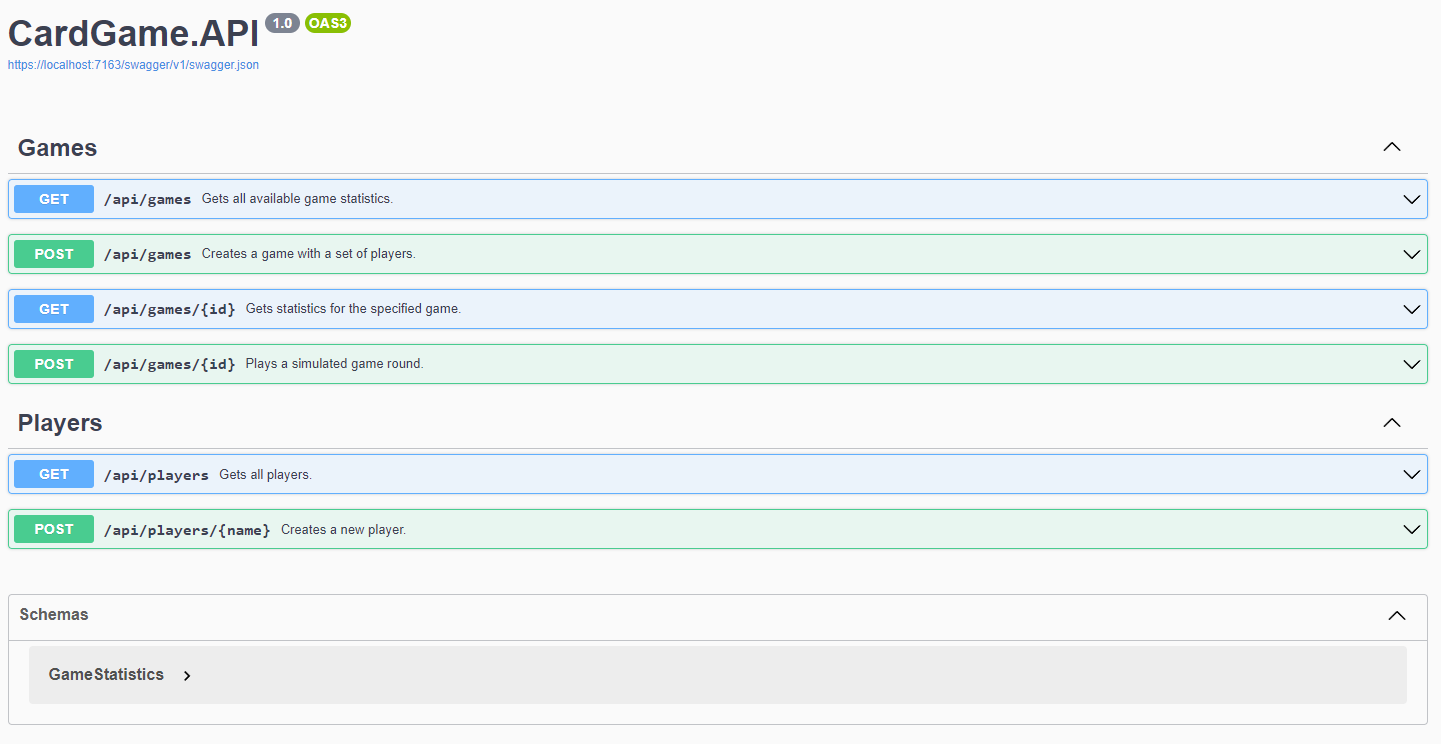 CardGame.API 1.0 OAS3
https://localhost:7163/swagger/v1/swagger.json
Games
GET /api/games Gets all available game statistics.
POST /api/games Creates a game with a set of players.
GET /api/games/{id} Gets statistics for the specified game.
POST /api/games/{id} Plays a simulated game round.
Players
GET /api/players Gets all players.
POST /api/players/{name} Creates a new player.
Schemas
GameStatistics